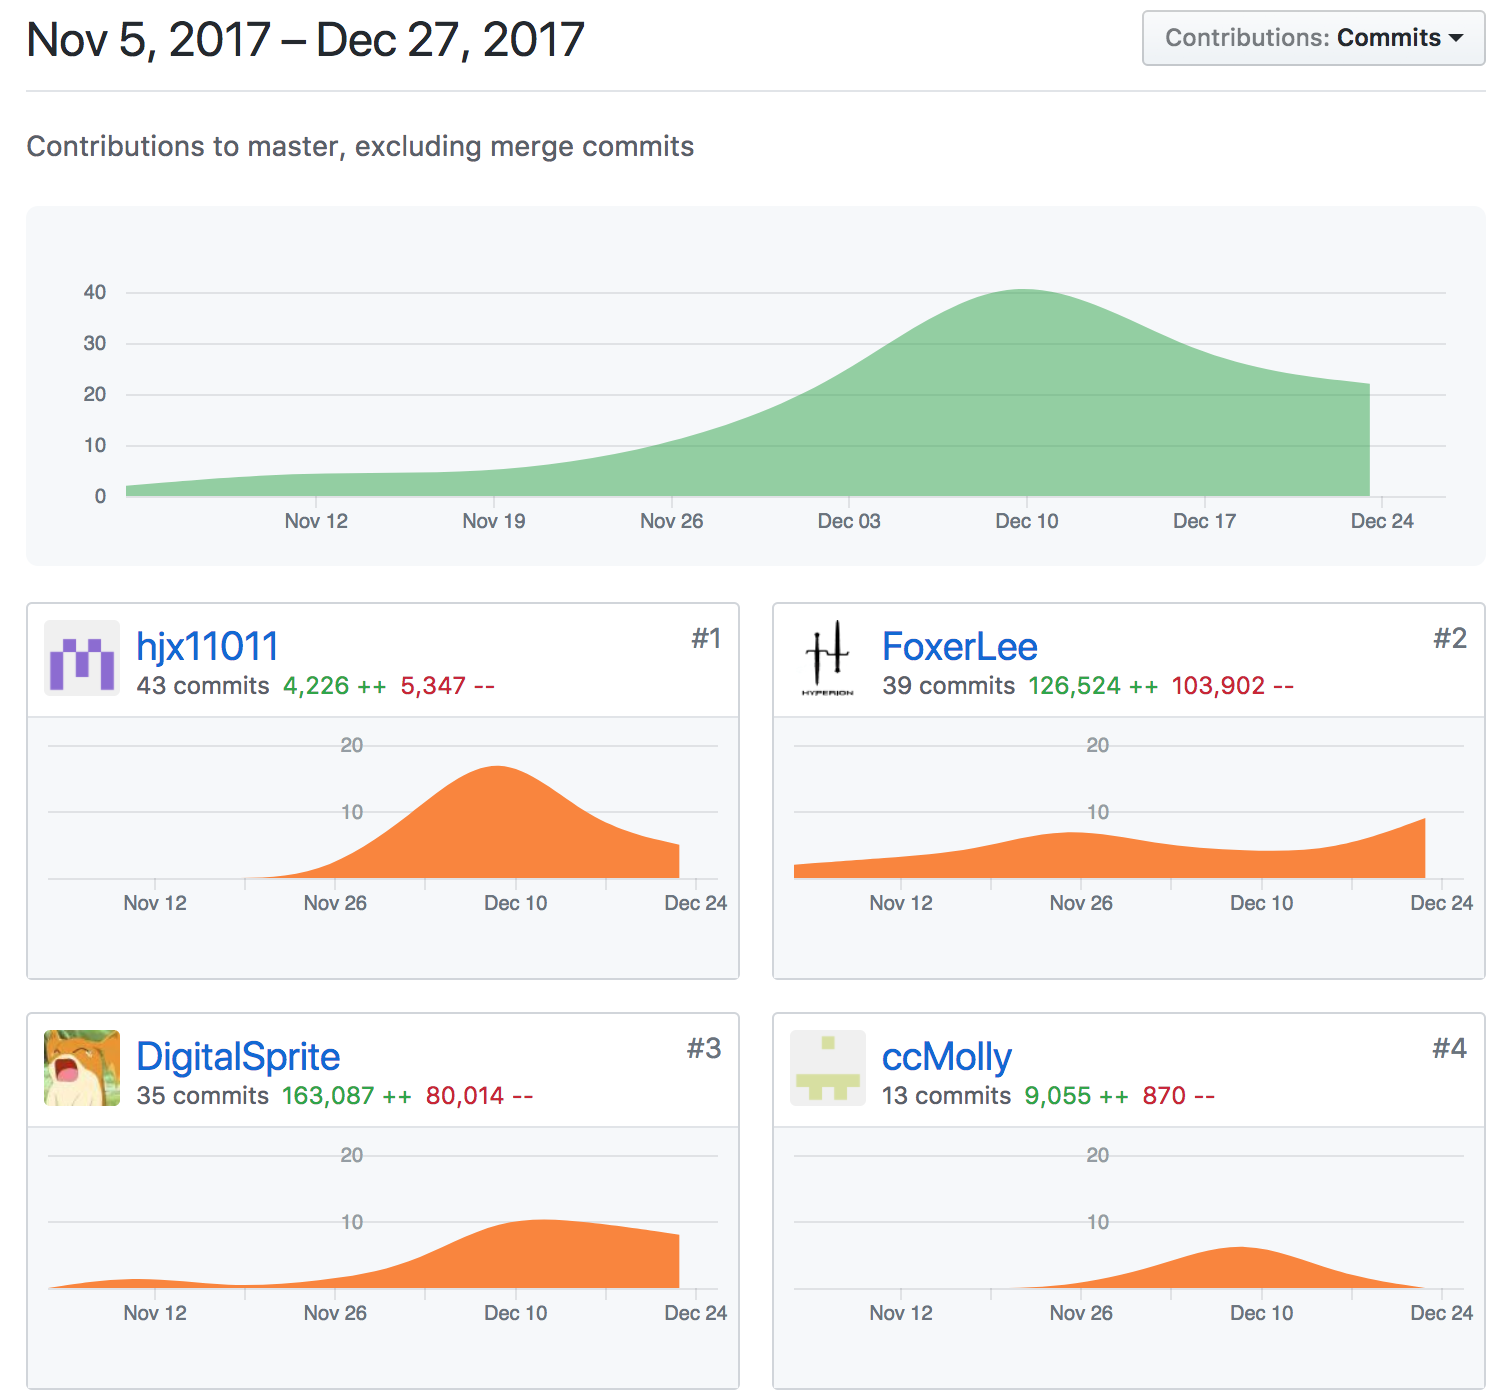 Nov 5, 2017 – Dec 27, 2017
Contributions: Commits
Contributions to master, excluding merge commits
40
30
20
10
0
Nov 12 Nov 19 Nov 26 Dec 03 Dec 10 Dec 17 Dec 24
hjx11011 #1
43 commits 4,226 ++ 5,347 --
20
10
Nov 12 Nov 26 Dec 10 Dec 24
FoxerLee #2
HYPERION
39 commits 126,524 ++ 103,902 --
20
10
Nov 12 Nov 26 Dec 10 Dec 24
DigitalSprite #3
35 commits 163,087 ++ 80,014 --
20
10
Nov 12 Nov 26 Dec 10 Dec 24
ccMolly #4
13 commits 9,055 ++ 870 --
20
10
Nov 12 Nov 26 Dec 10 Dec 24